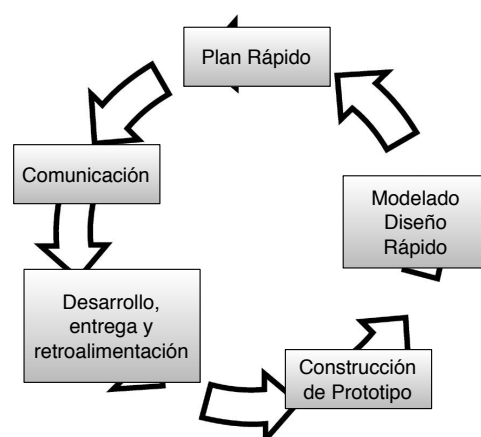 Plan Rápido
Comunicación
Modelado
Diseño
Rápido
Desarrollo,
entrega y
retroalimentación
Construcción
de Prototipo